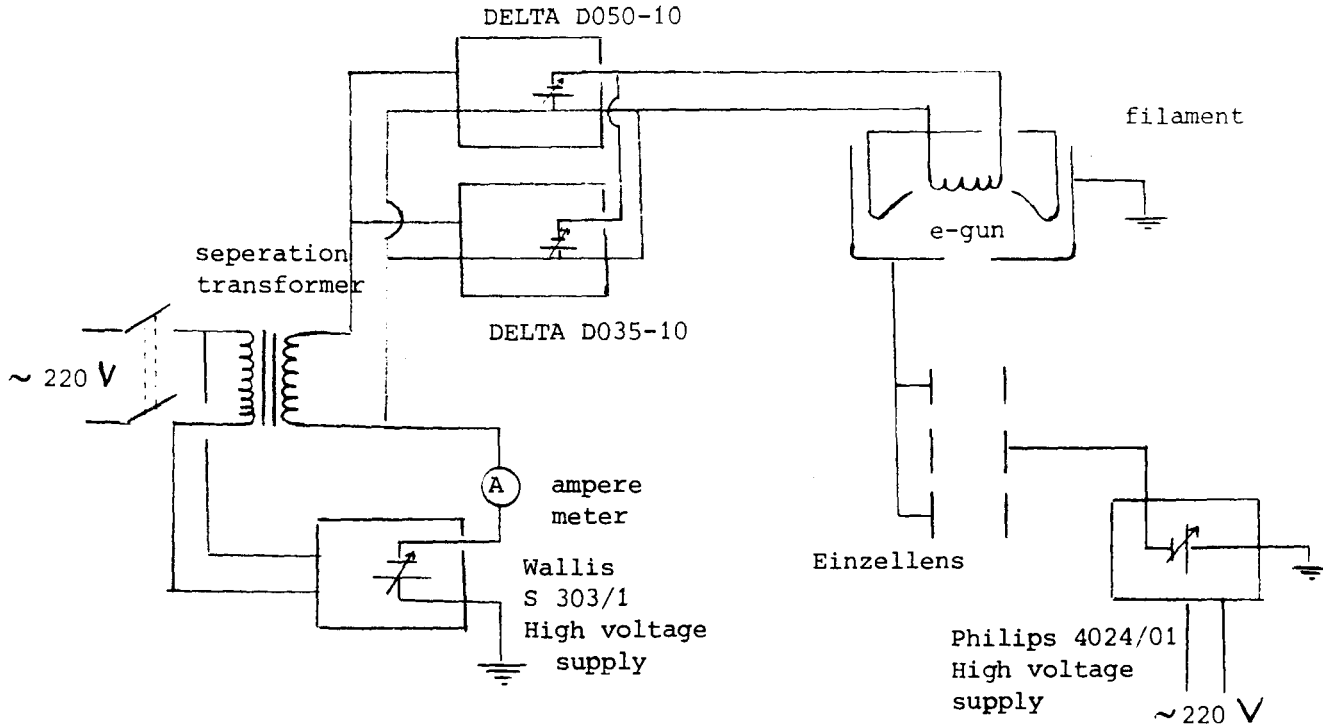 DELTA D050-10
filament
e-gun
seperation
transformer
DELTA D035-10
~ 220 V
A
ampere
meter
Wallis
S 303/1
High voltage
supply
Einzellens
Philips 4024/01
High voltage
supply
~220 V